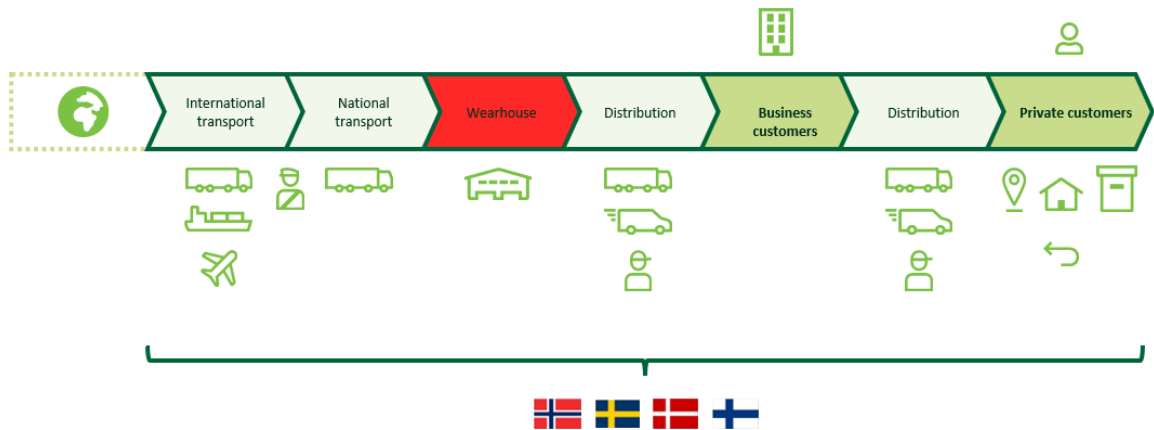 International
transport
National
transport
Wearhouse
Distribution
Business
customers
Distribution
Private customers